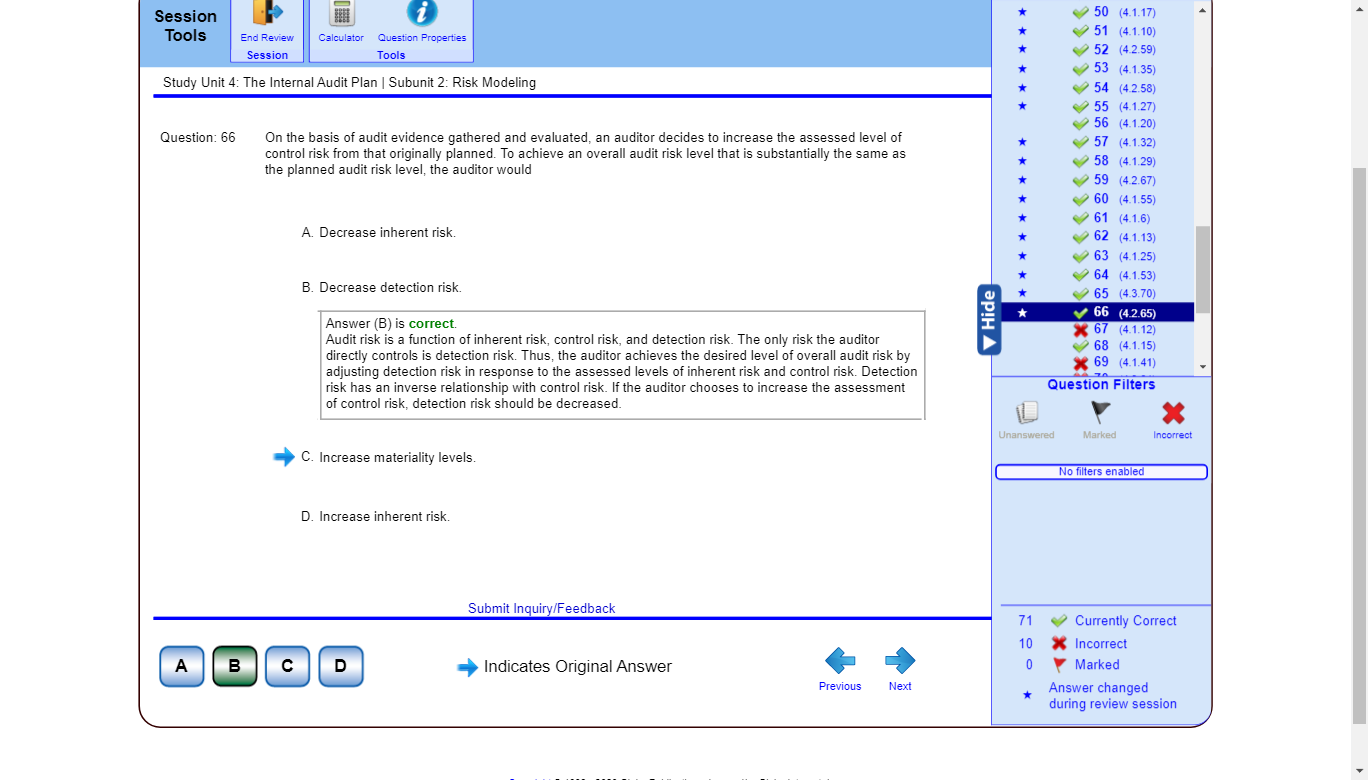 Session
Tools
End Review
Session
Calculator Question Properties
Tools
Study Unit 4: The Internal Audit Plan | Subunit 2: Risk Modeling
Question: 66
On the basis of audit evidence gathered and evaluated, an auditor decides to increase the assessed level of
control risk from that originally planned. To achieve an overall audit risk level that is substantially the same as
the planned audit risk level, the auditor would
A. Decrease inherent risk.
B. Decrease detection risk.
Answer (B) is correct.
Audit risk is a function of inherent risk, control risk, and detection risk. The only risk the auditor
directly controls is detection risk. Thus, the auditor achieves the desired level of overall audit risk by
adjusting detection risk in response to the assessed levels of inherent risk and control risk. Detection
risk has an inverse relationship with control risk. If the auditor chooses to increase the assessment
of control risk, detection risk should be decreased.
C. Increase materiality levels.
D. Increase inherent risk.
Submit Inquiry/Feedback
A B C D
Indicates Original Answer
Previous Next
Hide
50 (4.1.17)
51 (4.1.10)
52 (4.2.59)
53 (4.1.35)
54 (4.2.58)
55 (4.1.27)
56 (4.1.20)
57 (4.1.32)
58 (4.1.29)
59 (4.2.67)
60 (4.1.55)
61 (4.1.6)
62 (4.1.13)
63 (4.1.25)
64 (4.1.53)
65 (4.3.70)
66 (4.2.65)
67 (4.1.12)
68 (4.1.15)
69 (4.1.41)
Question Filters
Unanswered Marked Incorrect
No filters enabled
71 Currently Correct
10 Incorrect
0 Marked
Answer changed
during review session